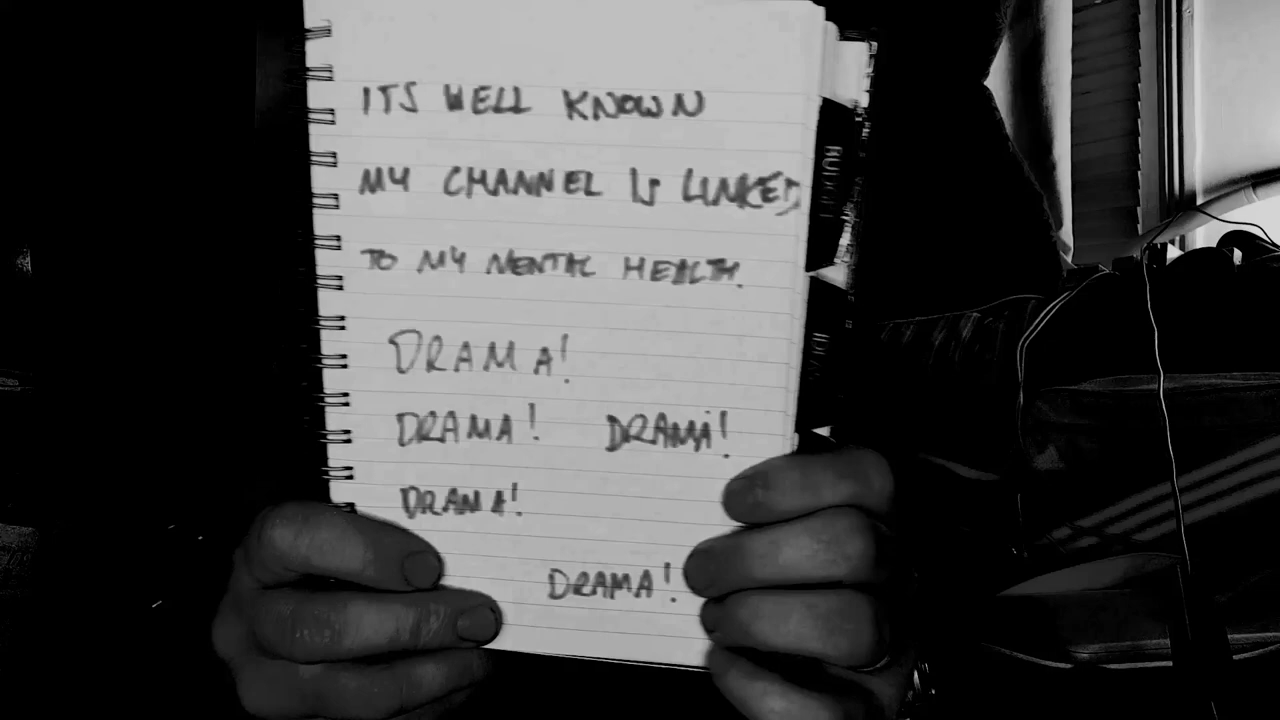 ITS WELL KNOWN
MY CHANNEL IS LINKED
TO MY MENTAL HEALTH.
DRAMA!
DRAMA! DRAMA!
DRAMA!
DRAMA!